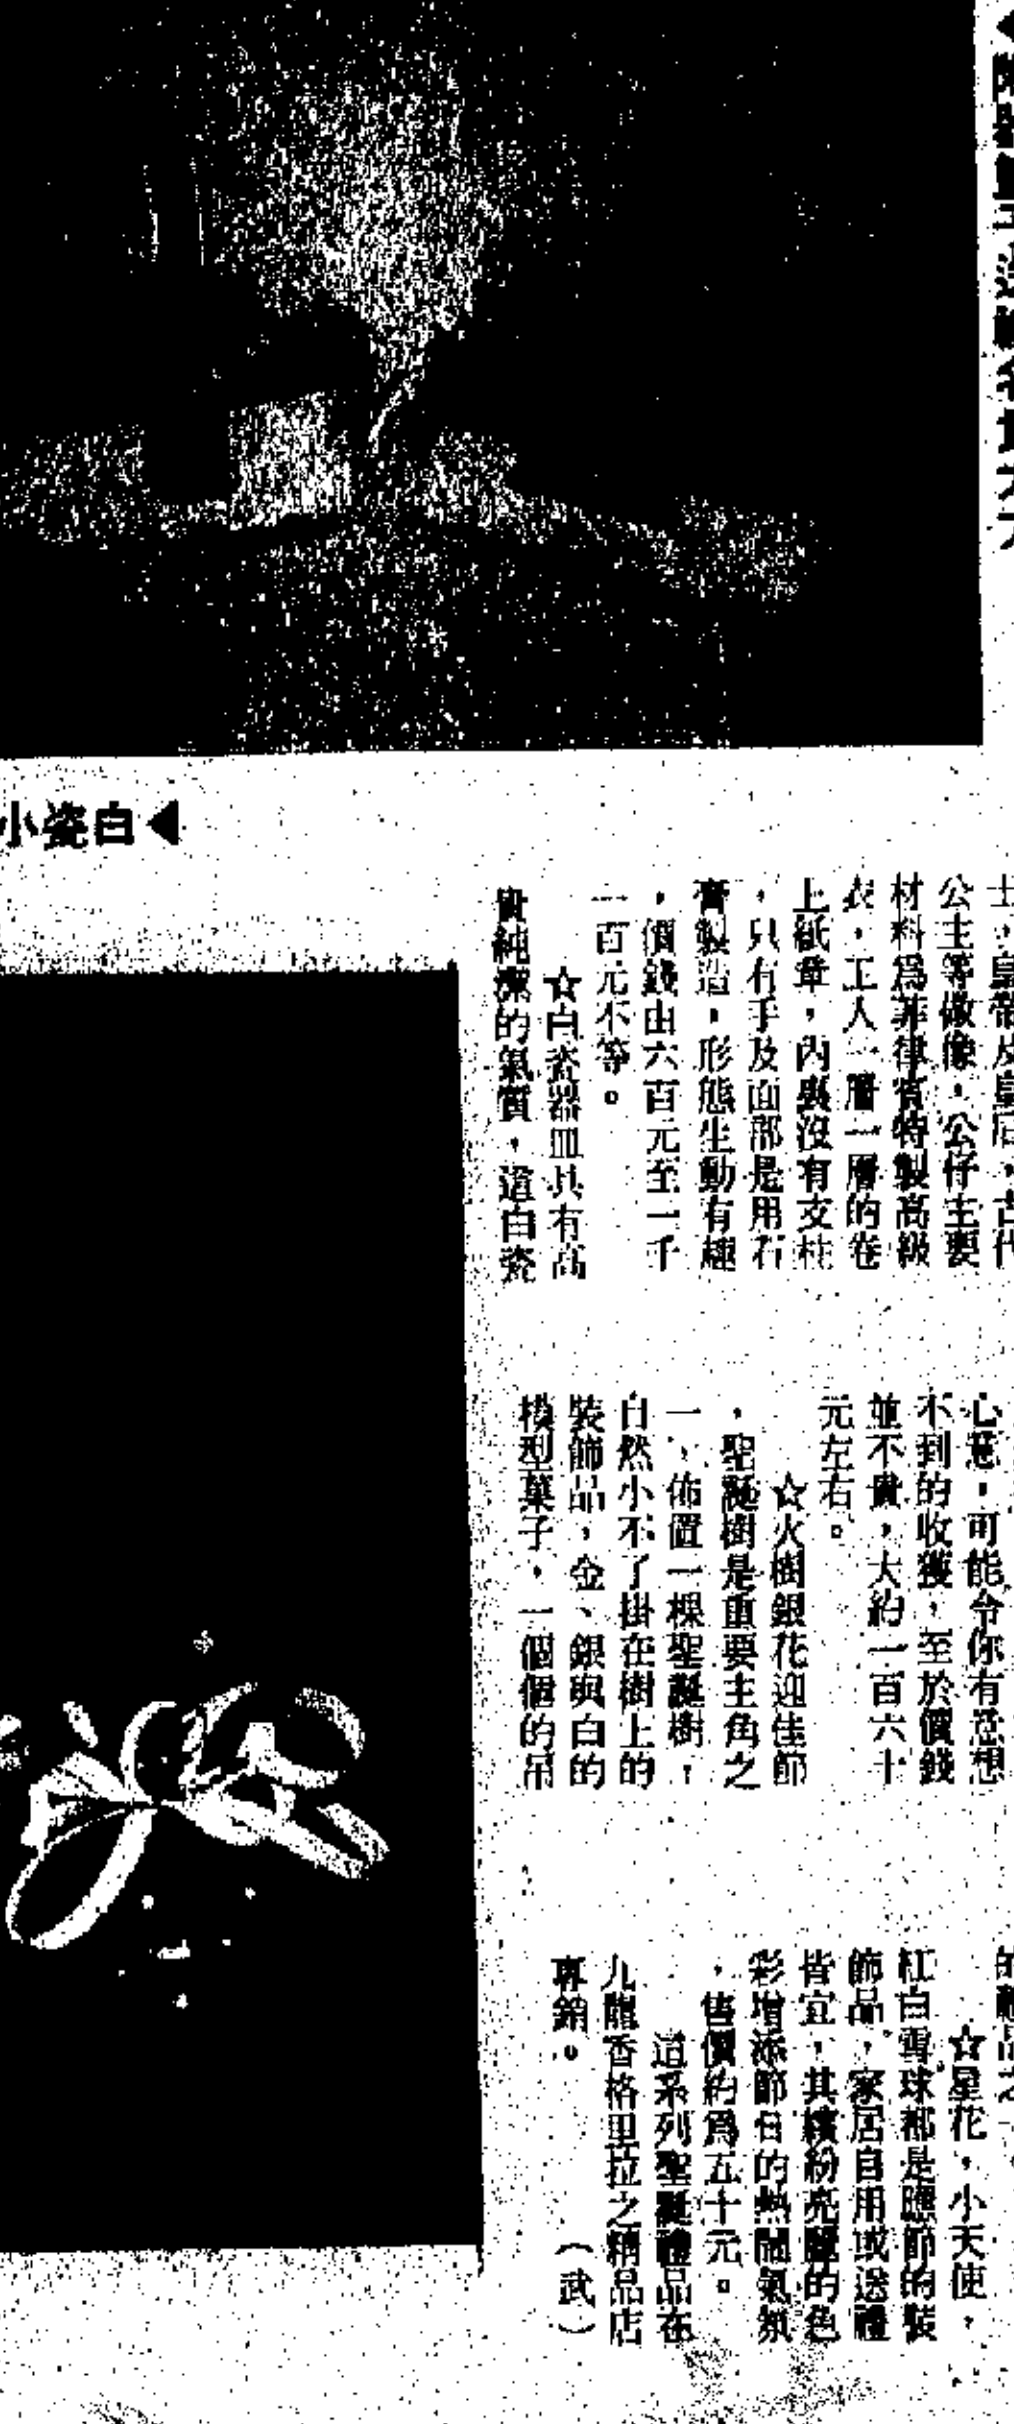 小瓷白◀
士，皇帝及皇后，古代
公主等做像，公仔主要
材料爲菲律賓特製高級
衣，工人一層一層的卷
上紙章，內裏沒有支柱
，只有手及面部是用石
膏製造，形態生動有趣
，價錢由六百元至一千
一百元不等。
☆白瓷器皿具有高
貴純潔的氣質，這白瓷
心意，可能令你有意想
不到的收獲，至於價錢
並不貴，大約一百六十
元左右。
☆火樹銀花迎佳節
，聖誕樹是重要主角之
一，佈置一棵聖誕樹，
自然小不了掛在樹上的
裝飾品，金、銀與白的
模型菓子，一個個的吊
☆星花，小天使，
紅白雪球都是應節的裝
飾品，家居自用或送禮
皆宜，其繽紛亮麗的色
彩增添節日的熱鬧氣氛
，售價約爲五十元。
這系列聖誕禮品在
九龍香格里拉之精品店
專銷。（武）